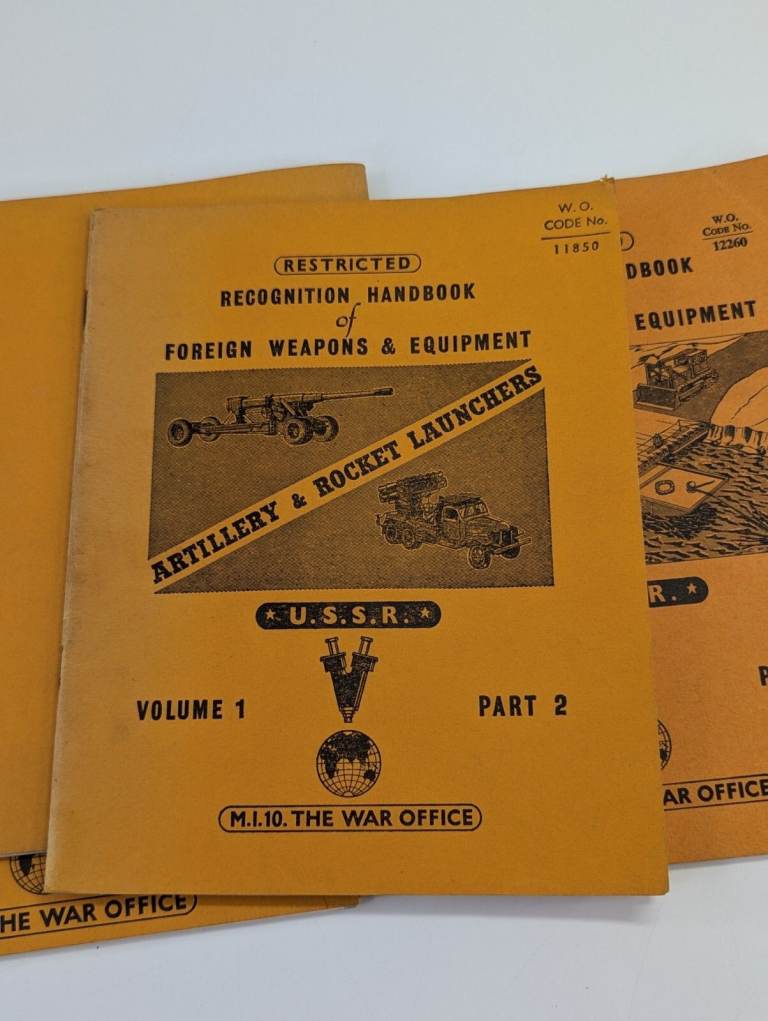 W. O.
CODE No.
11850
RESTRICTED
RECOGNITION HANDBOOK
of
FOREIGN WEAPONS & EQUIPMENT
ARTILLERY & ROCKET LAUNCHERS
U.S.S.R.
VOLUME 1
PART 2
M.I.10. THE WAR OFFICE
W.O.
CODE NO.
12260
DBOOK
EQUIPMENT
R.
P
AR OFFICE
HE WAR OFFICE